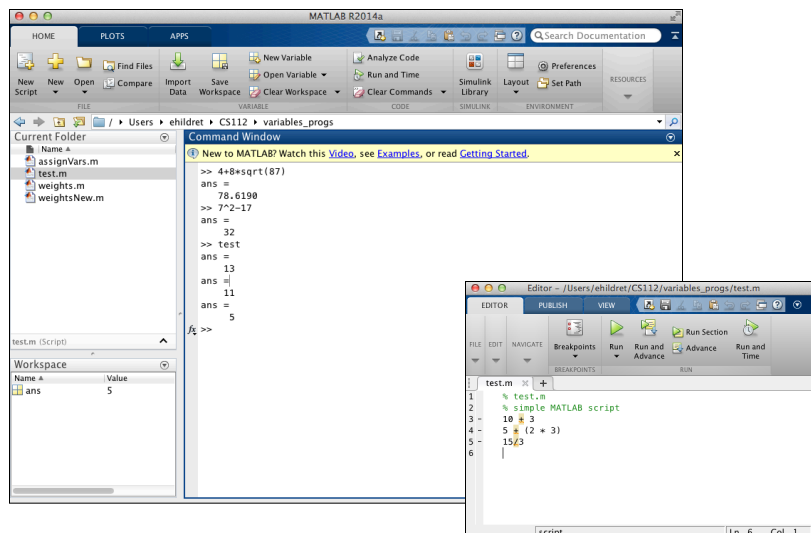 MATLAB R2014a
HOME PLOTS APPS Search Documentation
New Script New Open Find Files Compare Import Data Save Workspace New Variable Open Variable Clear Workspace Analyze Code Run and Time Clear Commands Simulink Library Layout Preferences Set Path RESOURCES
FILE VARIABLE CODE SIMULINK ENVIRONMENT
/ Users ehildret CS112 variables_progs
Current Folder
Name
assignVars.m
test.m
weights.m
weightsNew.m
test.m (Script)
Workspace
Name Value
ans 5
Command Window
New to MATLAB? Watch this Video, see Examples, or read Getting Started.
>> 4+8*sqrt(87)
ans =
78.6190
>> 7^2-17
ans =
32
>> test
ans =
13
ans =
11
ans =
5
fx >>
Editor - /Users/ehildret/CS112/variables_progs/test.m
EDITOR PUBLISH VIEW
FILE EDIT NAVIGATE Breakpoints Run Run and Advance Run Section Advance Run and Time
BREAKPOINTS RUN
test.m
1 % test.m
2 % simple MATLAB script
3 - 10 + 3
4 - 5 + (2 * 3)
5 - 15/3
6
script Ln 6 Col 1